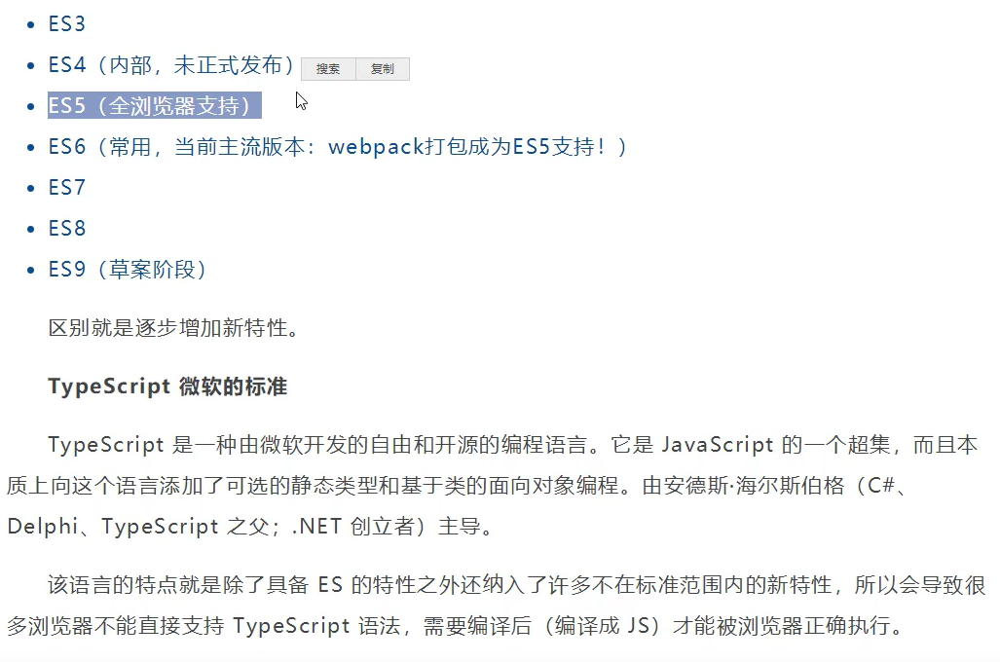 ES3
ES4（内部，未正式发布）
搜索 复制
ES5（全浏览器支持）
ES6（常用，当前主流版本：webpack打包成为ES5支持！）
ES7
ES8
ES9（草案阶段）
区别就是逐步增加新特性。
TypeScript 微软的标准
TypeScript 是一种由微软开发的自由和开源的编程语言。它是 JavaScript 的一个超集，而且本
质上向这个语言添加了可选的静态类型和基于类的面向对象编程。由安德斯·海尔斯伯格（C#、
Delphi、TypeScript 之父；.NET 创立者）主导。
该语言的特点就是除了具备 ES 的特性之外还纳入了许多不在标准范围内的新特性，所以会导致很
多浏览器不能直接支持 TypeScript 语法，需要编译后（编译成 JS）才能被浏览器正确执行。